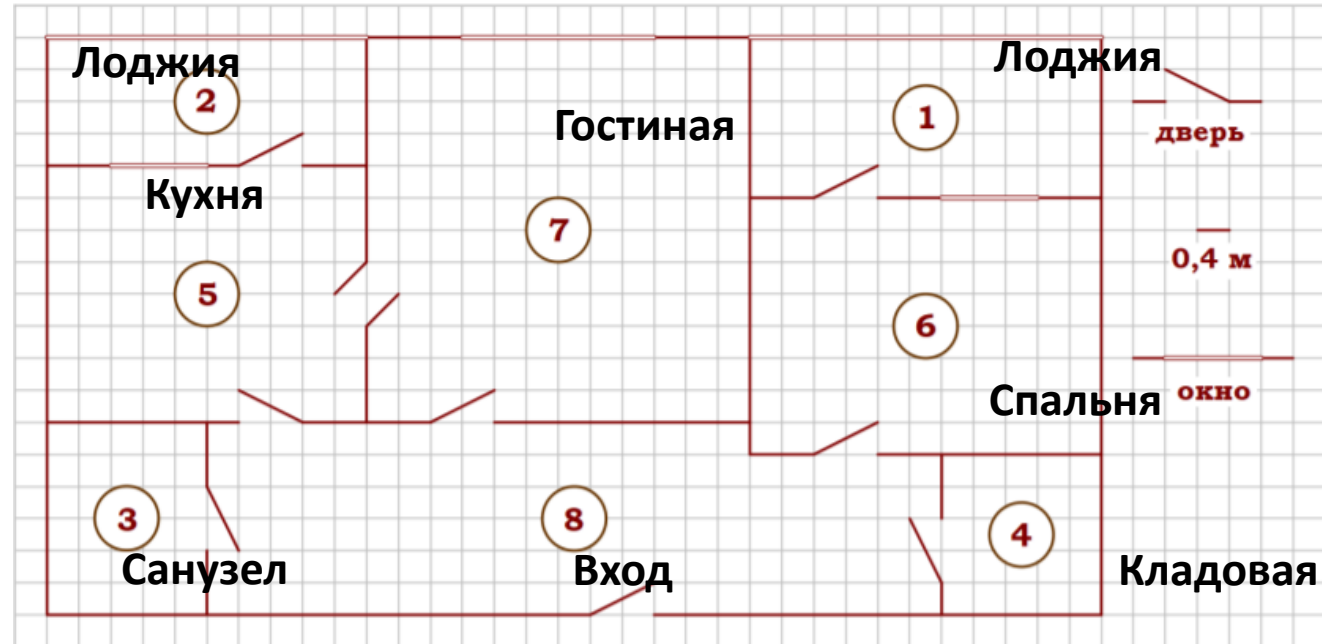 Лоджия
2
Гостиная
1
Лоджия
дверь
Кухня
7
0,4 м
5
6
Спальня
окно
3
Санузел
8
Вход
4
Кладовая